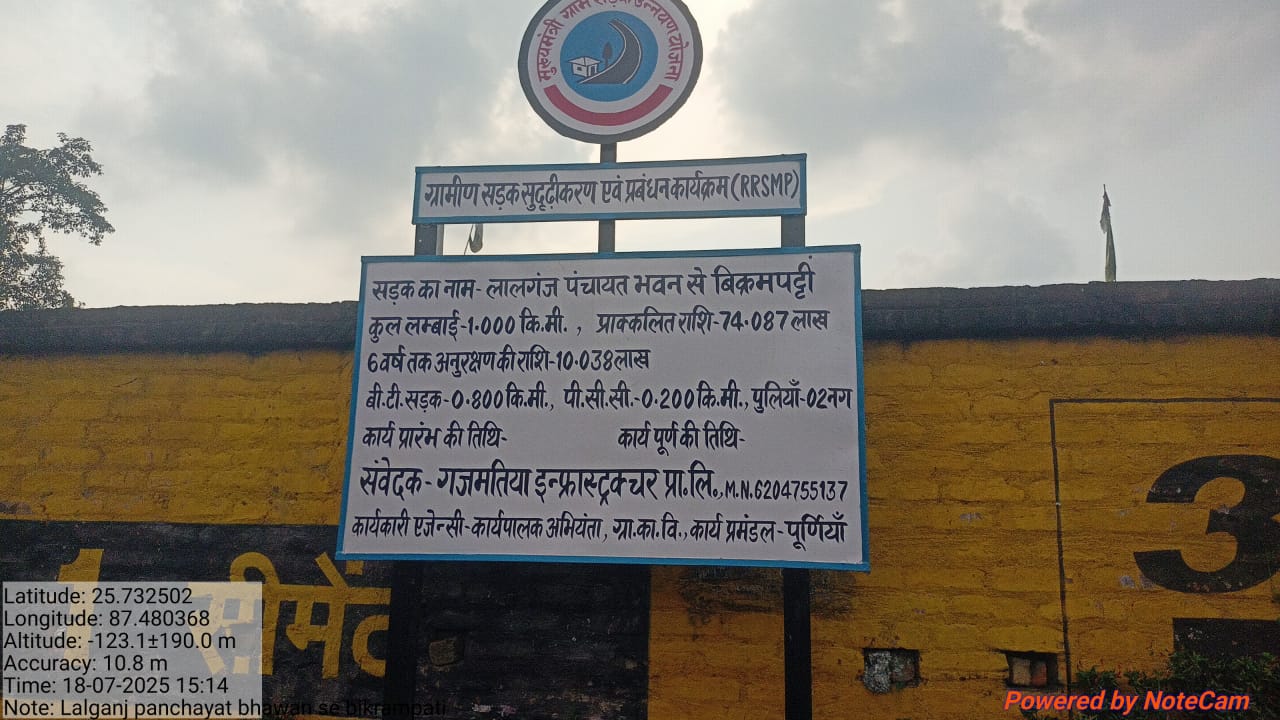 मुख्यमंत्री ग्राम सड़क उन्नयण योजना
ग्रामीण सड़क सुदृढ़ीकरण एवं प्रबंधन कार्यक्रम (RRSMP)
सड़क का नाम- लालगंज पंचायत भवन से बिक्रमपट्टी
कुल लम्बाई-1.000 कि.मी. , प्राक्कलित राशि-74.087 लाख
6 वर्ष तक अनुरक्षण की राशि-10.038 लाख
बी.टी. सड़क-0.800 कि.मी., पी.सी.सी.-0.200 कि.मी., पुलियाँ-02 नग
कार्य प्रारंभ की तिथि- कार्य पूर्ण की तिथि-
संवेदक- गजमतिया इन्फ्रास्ट्रक्चर प्रा.लि., M.N.6204755137
कार्यकारी एजेन्सी-कार्यपालक अभियंता, ग्रा.का.वि., कार्य प्रमंडल-पूर्णियाँ
3
सीमेंट
Latitude: 25.732502
Longitude: 87.480368
Altitude: -123.1±190.0 m
Accuracy: 10.8 m
Time: 18-07-2025 15:14
Note: Lalganj panchayat bhawan se bikrampati
Powered by NoteCam